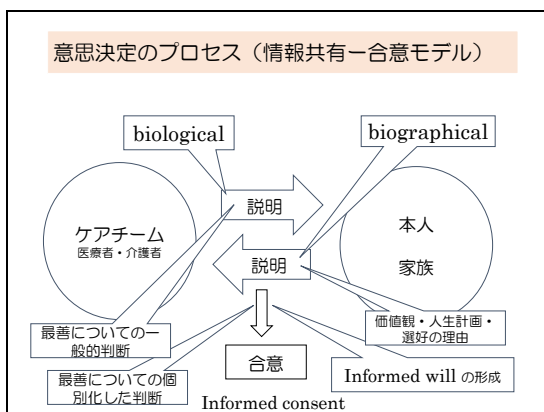 意思決定のプロセス（情報共有ー合意モデル）
biological
biographical
説明
ケアチーム
医療者・介護者
本人
家族
説明
最善についての一
般的判断
価値観・人生計画・
選好の理由
合意
最善についての個
別化した判断
Informed will の形成
Informed consent